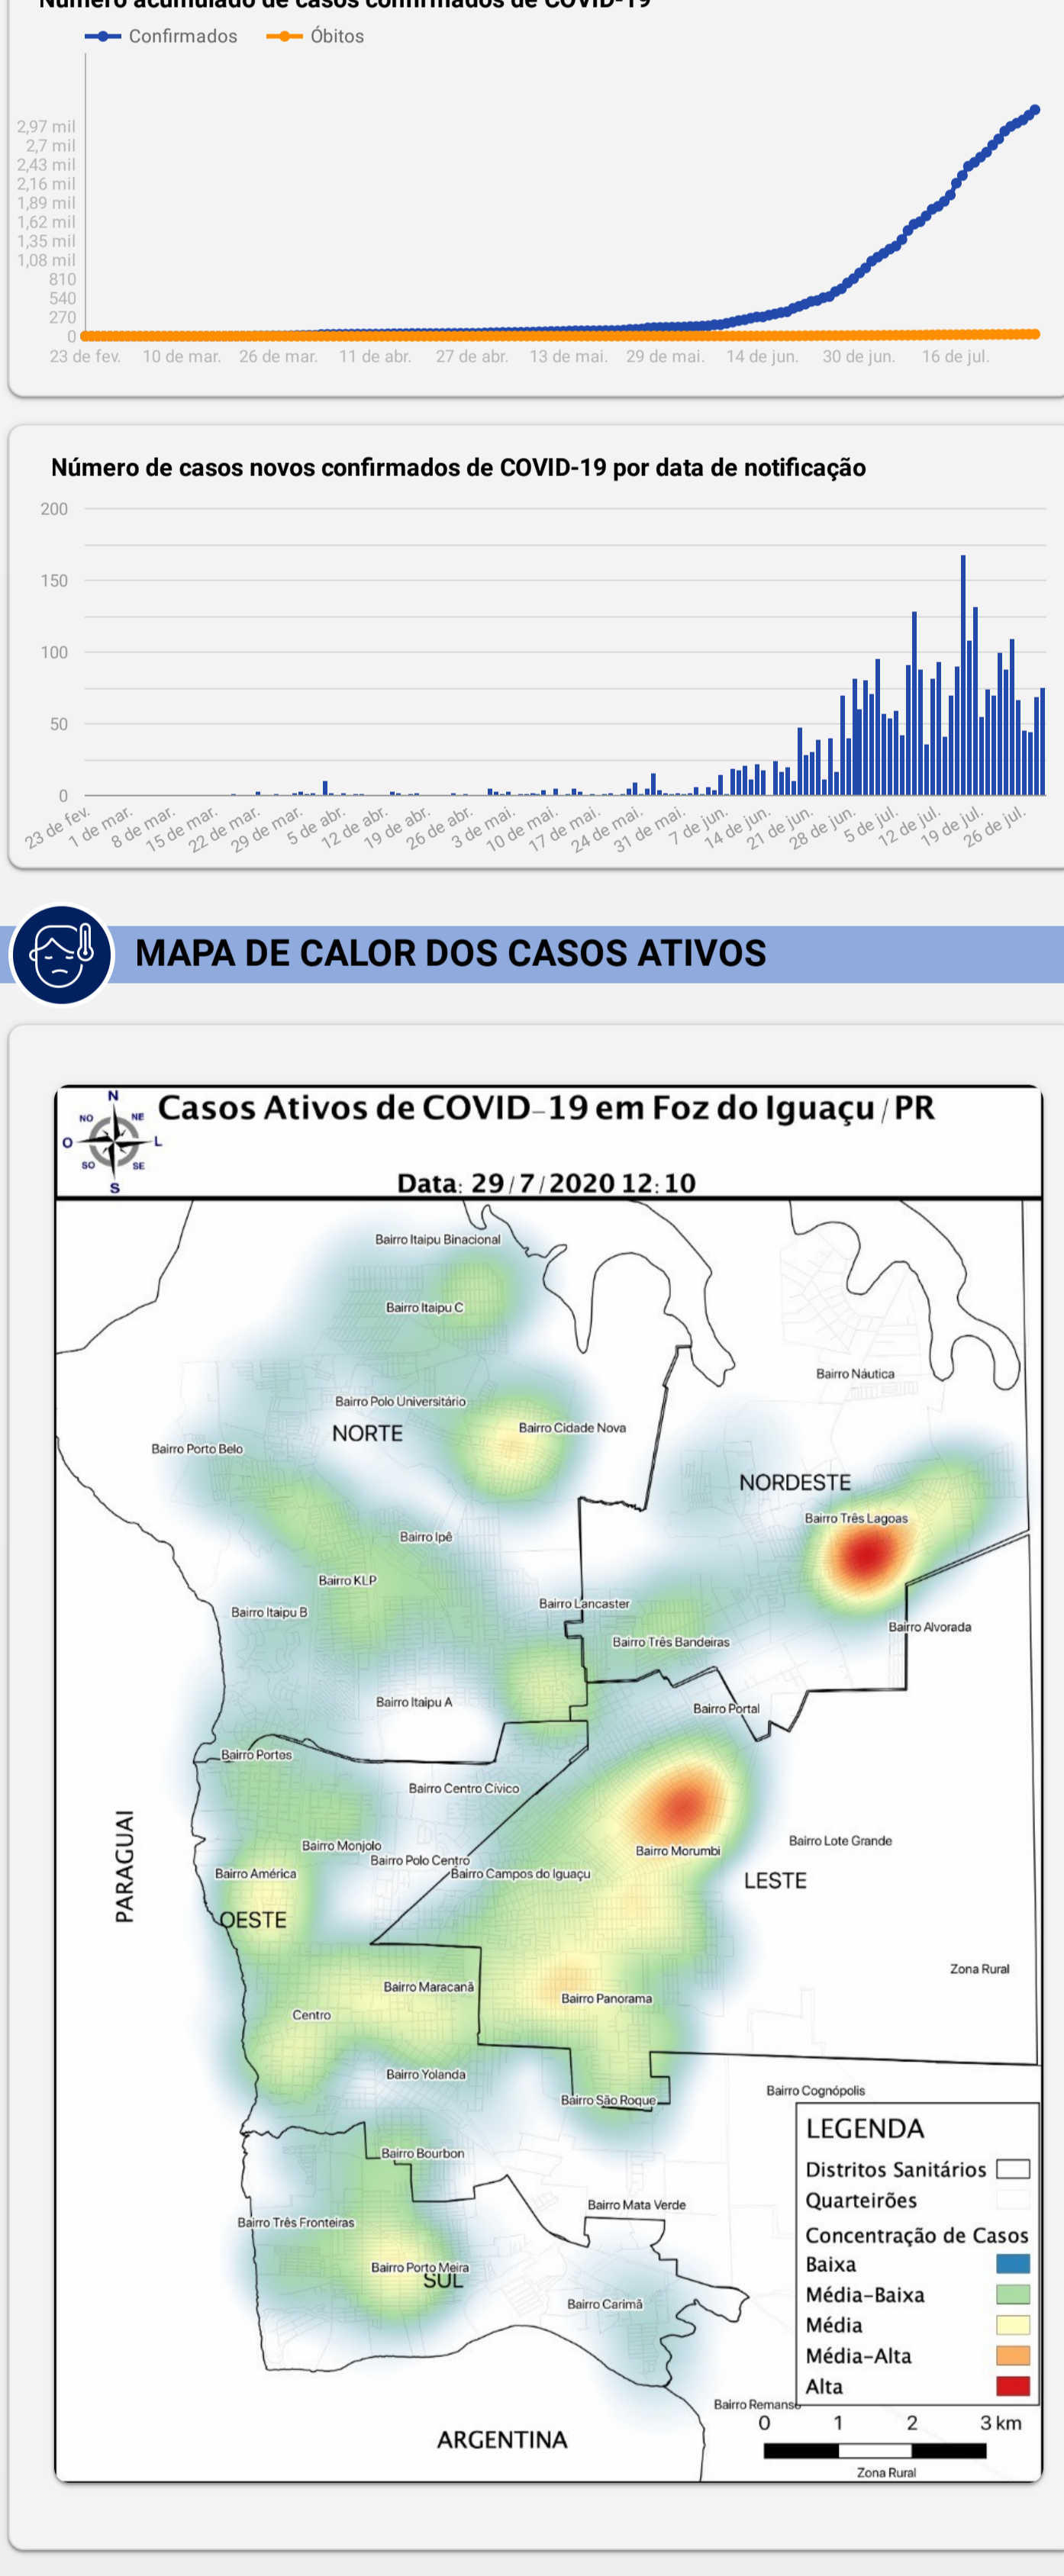 Número acumulado de casos confirmados de COVID-19
Confirmados Óbitos
2,97 mil
2,7 mil
2,43 mil
2,16 mil
1,89 mil
1,62 mil
1,35 mil
1,08 mil
810
540
270
0
23 de fev. 10 de mar. 26 de mar. 11 de abr. 27 de abr. 13 de mai. 29 de mai. 14 de jun. 30 de jun. 16 de jul.
Número de casos novos confirmados de COVID-19 por data de notificação
200
150
100
50
0
23 de fev. 1 de mar. 8 de mar. 15 de mar. 22 de mar. 29 de mar. 5 de abr. 12 de abr. 19 de abr. 26 de abr. 3 de mai. 10 de mai. 17 de mai. 24 de mai. 31 de mai. 7 de jun. 14 de jun. 21 de jun. 28 de jun. 5 de jul. 12 de jul. 19 de jul. 26 de jul.
MAPA DE CALOR DOS CASOS ATIVOS
N
NO NE
O L
SO SE
S
Casos Ativos de COVID-19 em Foz do Iguaçu/PR
Data: 29/7/2020 12:10
Bairro Itaipu Binacional
Bairro Itaipu C
Bairro Náutica
Bairro Polo Universitário
NORTE
Bairro Cidade Nova
Bairro Porto Belo
NORDESTE
Bairro Três Lagoas
Bairro Ipê
Bairro KLP
Bairro Lancaster
Bairro Itaipu B
Bairro Alvorada
Bairro Três Bandeiras
Bairro Itaipu A
Bairro Portal
Bairro Portes
Bairro Centro Cívico
PARAGUAI
Bairro Monjolo
Bairro Lote Grande
Bairro Morumbi
Bairro Polo Centro
Bairro América
Bairro Campos do Iguaçu
LESTE
OESTE
Zona Rural
Bairro Maracanã
Bairro Panorama
Centro
Bairro Yolanda
Bairro Cognópolis
Bairro São Roque
Bairro Bourbon
Bairro Mata Verde
Bairro Três Fronteiras
Bairro Porto Meira
SUL
Bairro Carimã
LEGENDA
Distritos Sanitários
Quarteirões
Concentração de Casos
Baixa
Média-Baixa
Média
Média-Alta
Alta
Bairro Remanso
0 1 2 3 km
ARGENTINA
Zona Rural